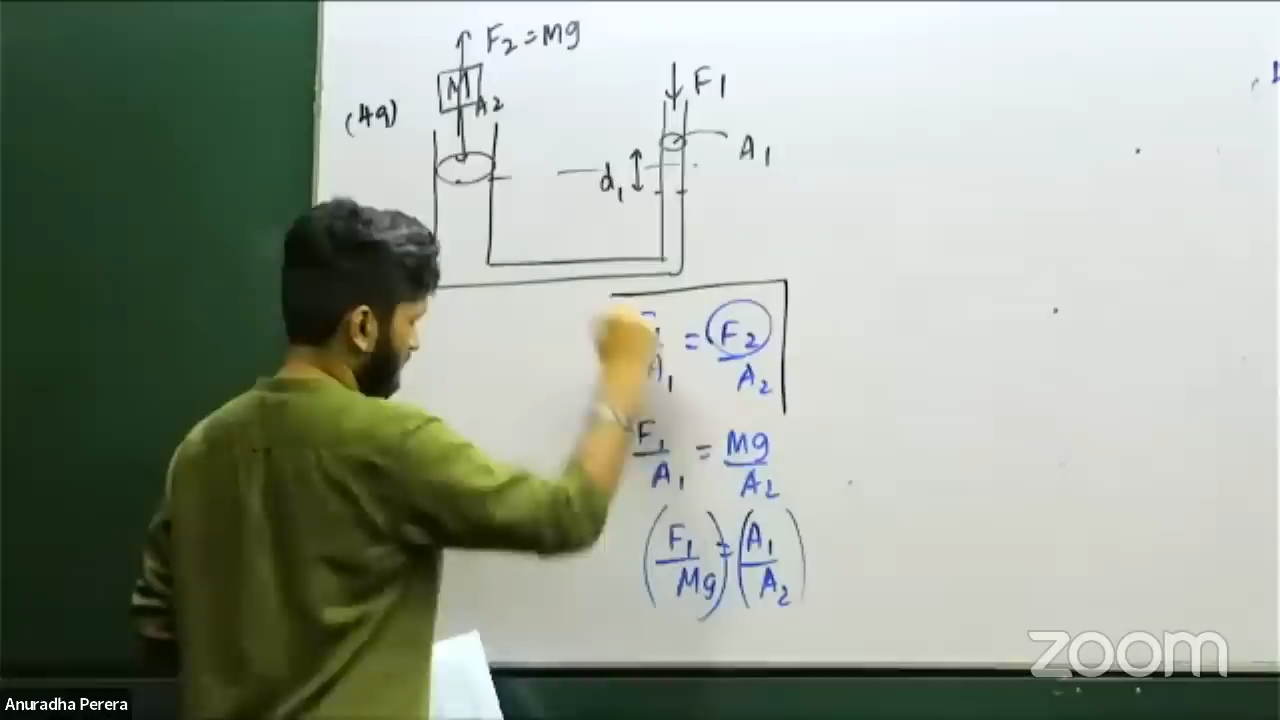 F₂ = Mg
M
A₂
(49)
F₁
A₁
d₁
= F₂
A₁ A₂
F₁ = Mg
A₁ A₂
(F₁) = (A₁)
Mg A₂
zoom
Anuradha Perera